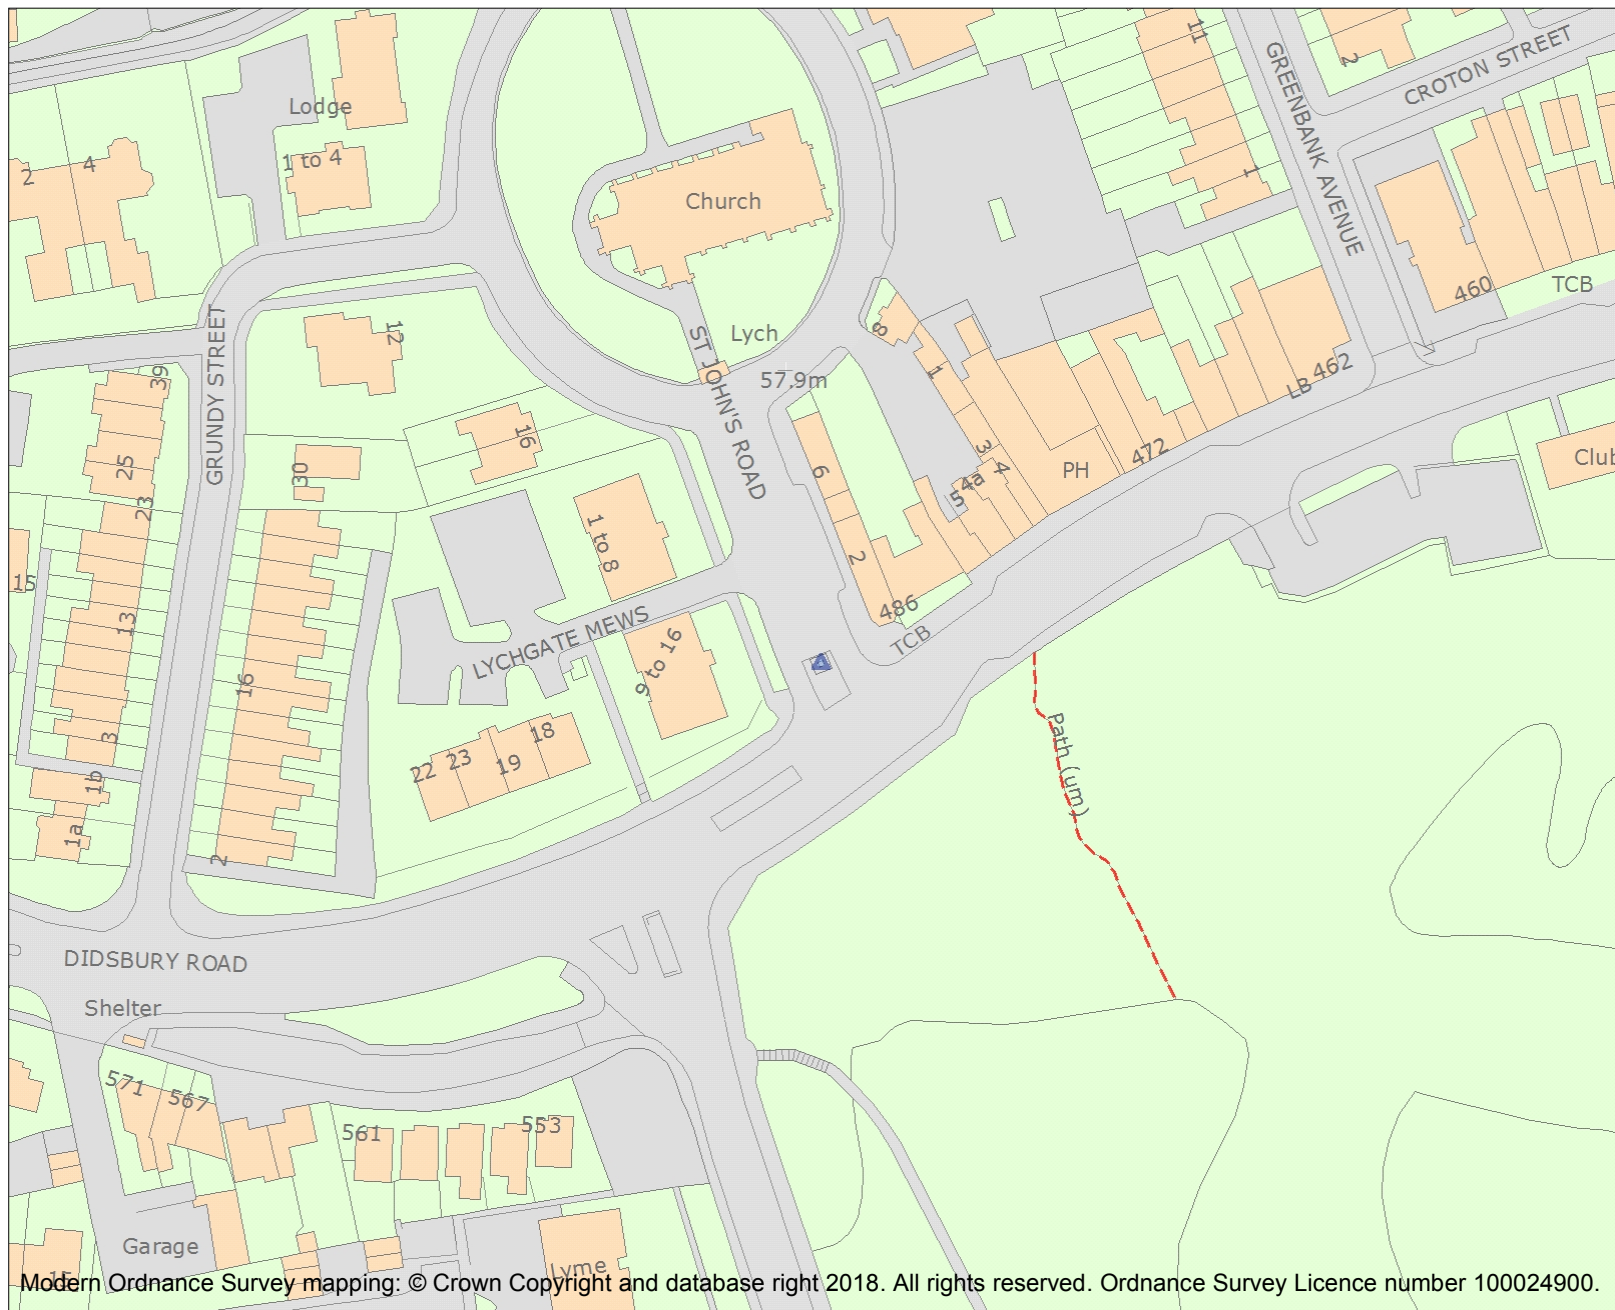 11
GREENBANK AVENUE
2
CROTON STREET
Lodge
1 to 4
2
4
Church
1
460
TCB
GRUNDY STREET
12
ST JOHN'S ROAD
Lych
8
57.9m
1
LB
462
39
16
25
30
23
6
3
4
4a
5
PH
472
Club
15
1 to 8
2
486
TCB
13
LYCHGATE MEWS
9 to 16
16
3
1b
1a
2
22
23
19
18
Path (um)
DIDSBURY ROAD
Shelter
571
567
561
553
Garage
Lyme
15
Modern Ordnance Survey mapping: © Crown Copyright and database right 2018. All rights reserved. Ordnance Survey Licence number 100024900.